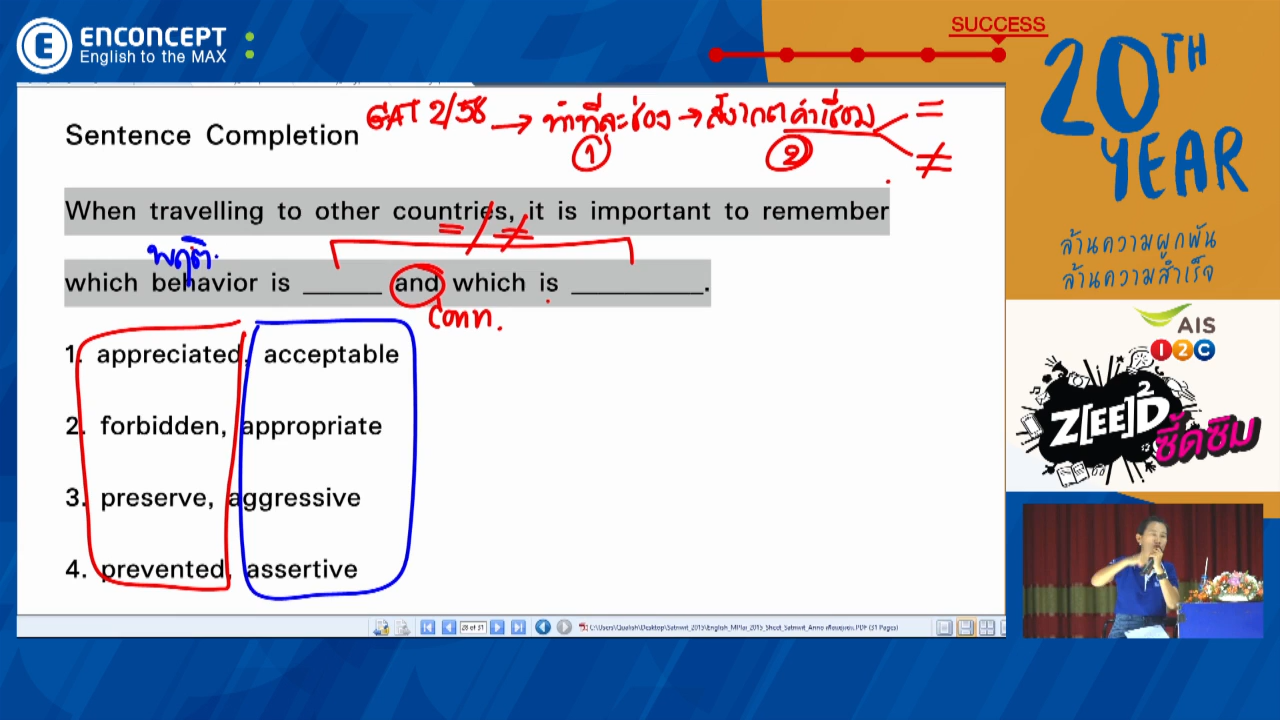 ENCONCEPT
English to the MAX
SUCCESS
20TH
YEAR
ล้านความผูกพัน
ล้านความสำเร็จ
AIS
I2C
Z[EE]D2
ซี้ดซิม
Sentence Completion
GAT 2/58 → ทำทีละช่อง → สังเกตคำเชื่อม =
① ② ≠
When travelling to other countries, it is important to remember
= / ≠
พฤติ.
which behavior is ______ and which is __________.
conn.
1. appreciated, acceptable
2. forbidden, appropriate
3. preserve, aggressive
4. prevented, assertive
28 of 31